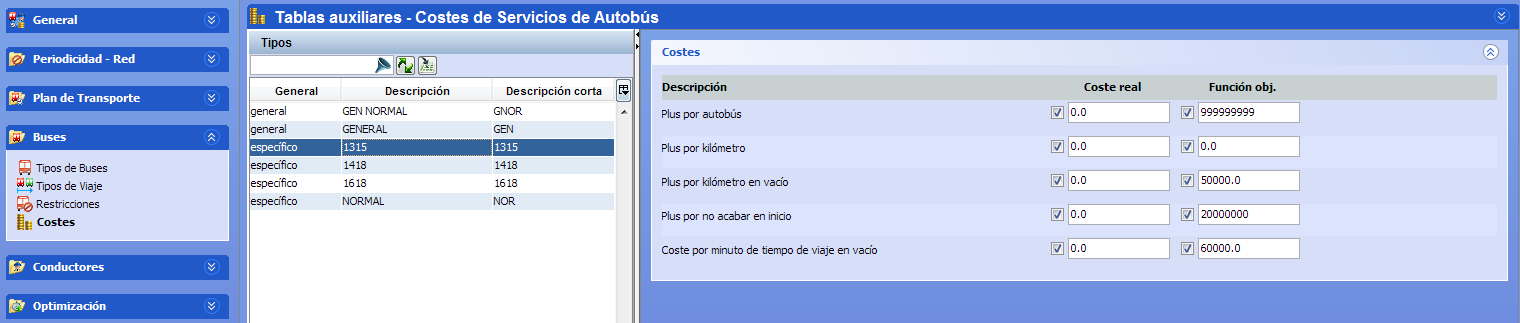 General
Periodicidad - Red
Plan de Transporte
Buses
Tipos de Buses
Tipos de Viaje
Restricciones
Costes
Conductores
Optimización
Tablas auxiliares - Costes de Servicios de Autobús
Tipos
General Descripción Descripción corta
general GEN NORMAL GNOR
general GENERAL GEN
específico 1315 1315
específico 1418 1418
específico 1618 1618
específico NORMAL NOR
Costes
Descripción Coste real Función obj.
Plus por autobús 0.0 999999999
Plus por kilómetro 0.0 0.0
Plus por kilómetro en vacío 0.0 50000.0
Plus por no acabar en inicio 0.0 20000000
Coste por minuto de tiempo de viaje en vacío 0.0 60000.0